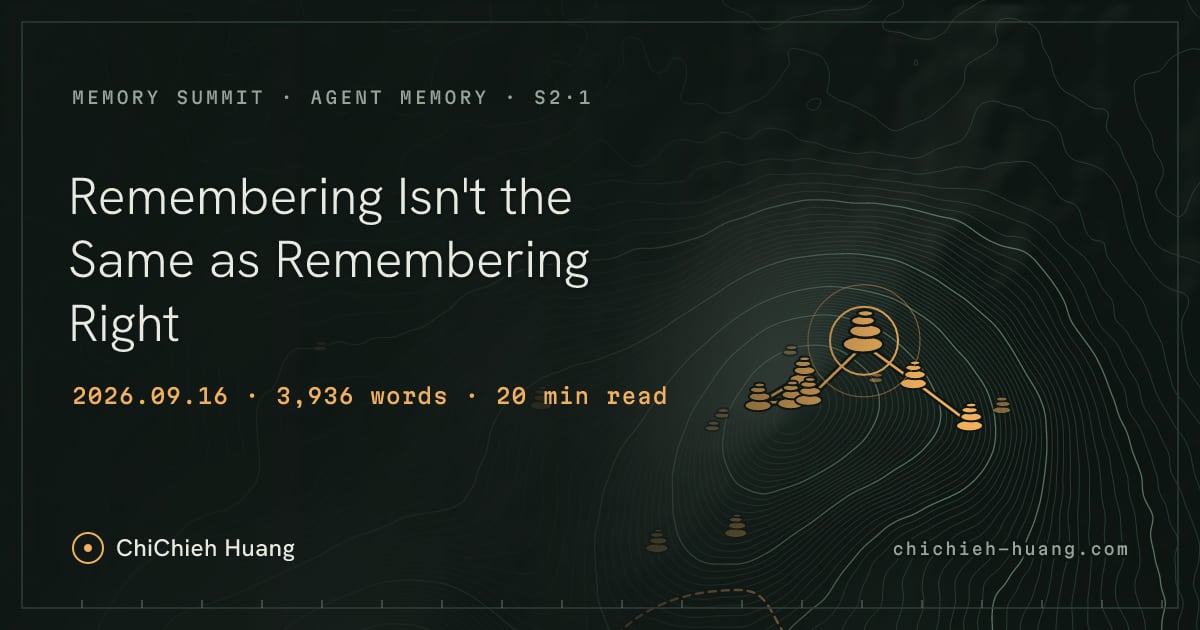 MEMORY SUMMIT · AGENT MEMORY · S2·1
Remembering Isn't the
Same as Remembering
Right
2026.09.16 · 3,936 words · 20 min read
ChiChieh Huang
chichieh-huang.com